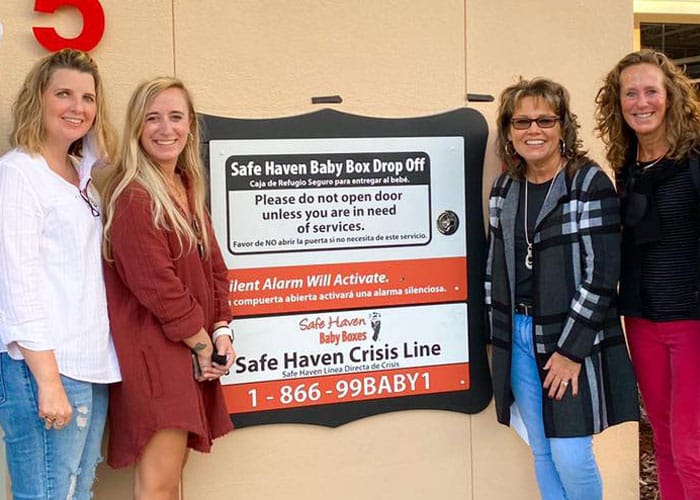 5
Safe Haven Baby Box Drop Off
Caja de Refugio Seguro para entregar al bebé.
Please do not open door
unless you are in need
of services.
Favor de NO abrir la puerta si no necesita de este servicio.
ilent Alarm Will Activate.
a compuerta abierta activará una alarma silenciosa.
Safe Haven
Baby Boxes
Safe Haven Crisis Line
Safe Haven Línea Directa de Crisis
1-866-99BABY1